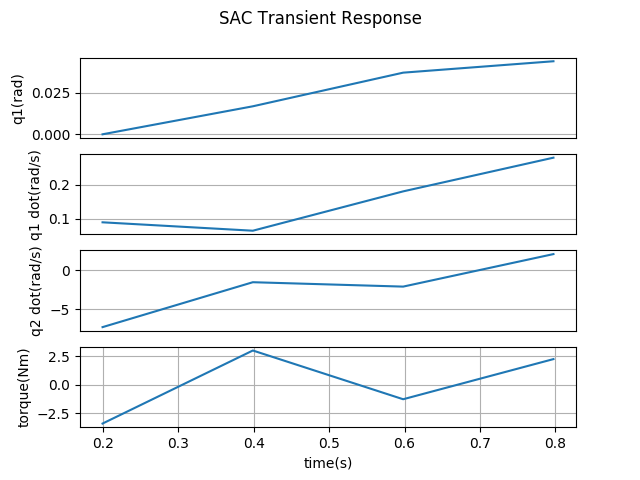 SAC Transient Response
q1(rad)
0.025
0.000
q1 dot(rad/s)
0.2
0.1
q2 dot(rad/s)
0
−5
torque(Nm)
2.5
0.0
−2.5
0.2 0.3 0.4 0.5 0.6 0.7 0.8
time(s)